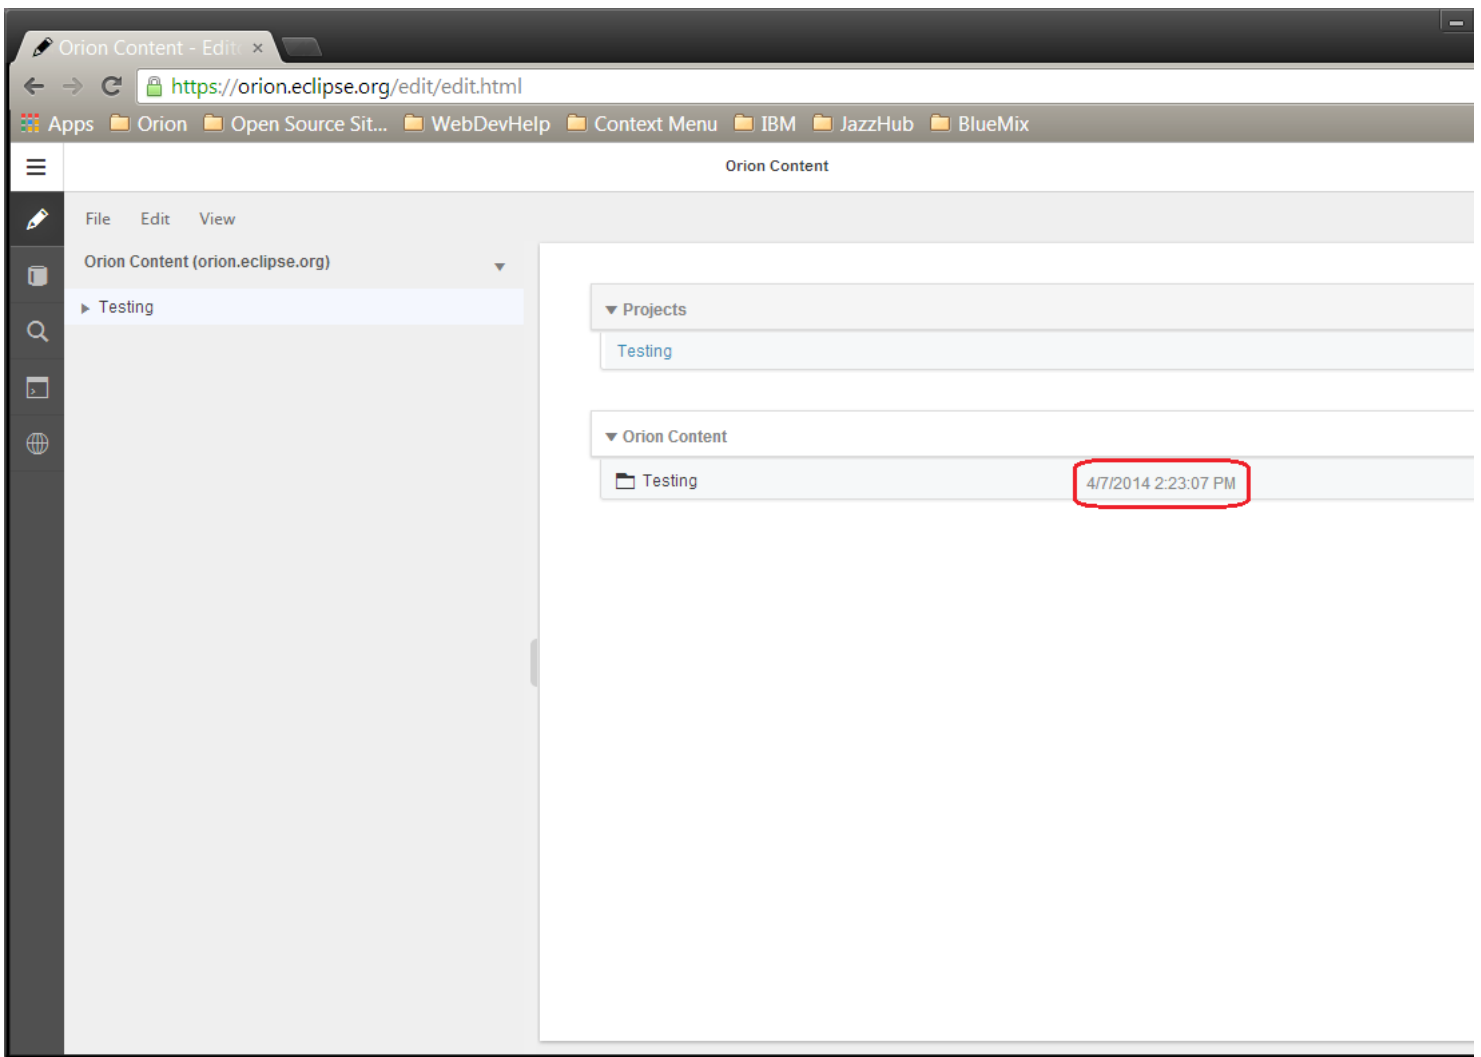 Orion Content - Edit
https://orion.eclipse.org/edit/edit.html
Apps Orion Open Source Sit... WebDevHelp Context Menu IBM JazzHub BlueMix
Orion Content
File Edit View
Orion Content (orion.eclipse.org)
Testing
Projects
Testing
Orion Content
Testing 4/7/2014 2:23:07 PM